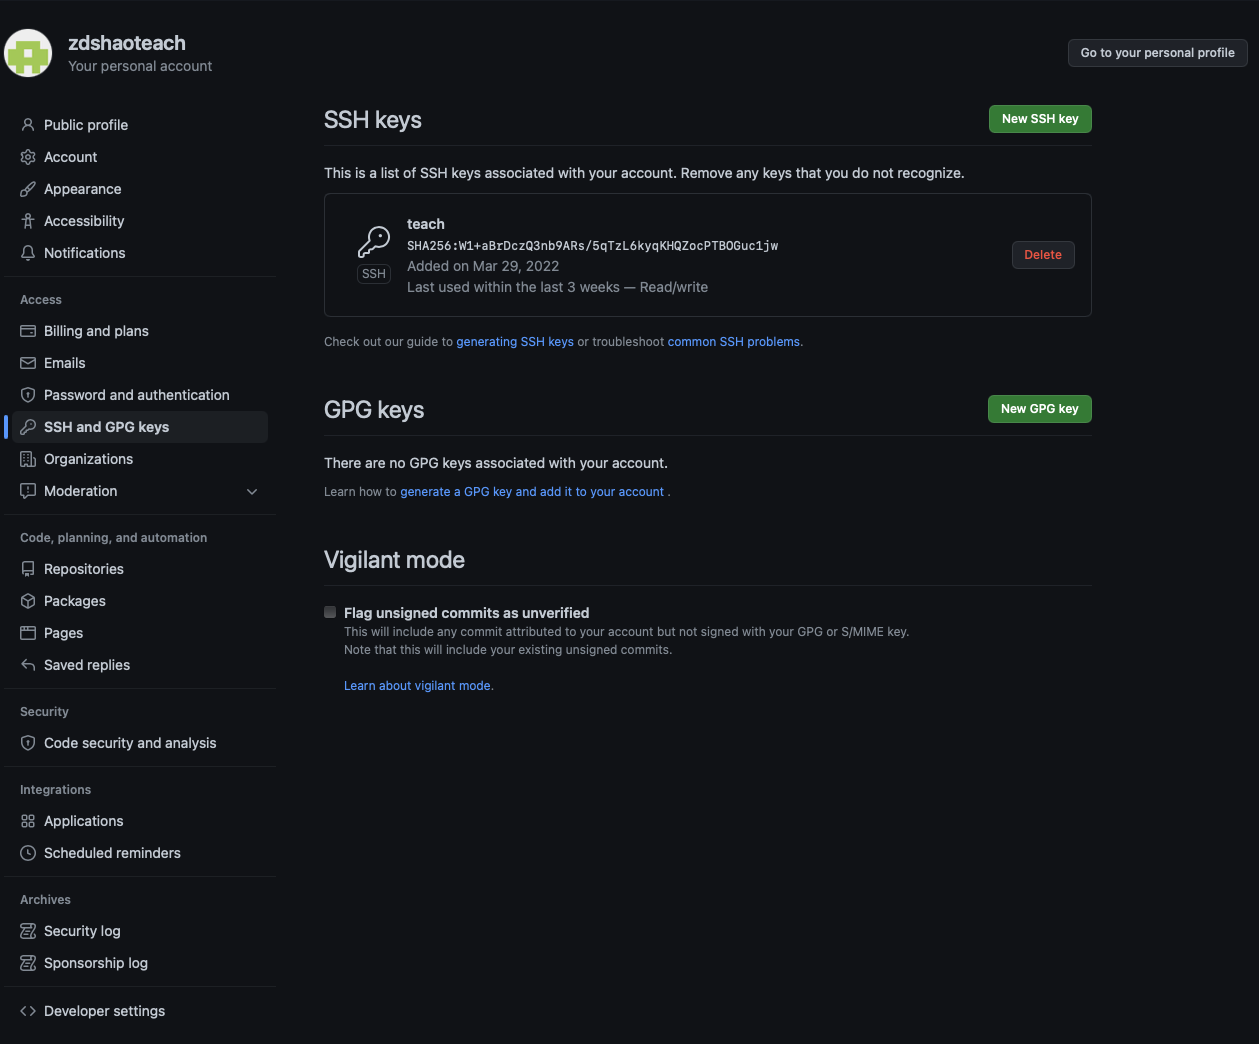 zdshaoteach
Your personal account
Go to your personal profile
Public profile
Account
Appearance
Accessibility
Notifications
Access
Billing and plans
Emails
Password and authentication
SSH and GPG keys
Organizations
Moderation
Code, planning, and automation
Repositories
Packages
Pages
Saved replies
Security
Code security and analysis
Integrations
Applications
Scheduled reminders
Archives
Security log
Sponsorship log
Developer settings
SSH keys
New SSH key
This is a list of SSH keys associated with your account. Remove any keys that you do not recognize.
SSH
teach
SHA256:W1+aBrDczQ3nb9ARs/5qTzL6kyqKHQZocPTBOGuc1jw
Added on Mar 29, 2022
Last used within the last 3 weeks — Read/write
Delete
Check out our guide to generating SSH keys or troubleshoot common SSH problems.
GPG keys
New GPG key
There are no GPG keys associated with your account.
Learn how to generate a GPG key and add it to your account .
Vigilant mode
Flag unsigned commits as unverified
This will include any commit attributed to your account but not signed with your GPG or S/MIME key.
Note that this will include your existing unsigned commits.
Learn about vigilant mode.